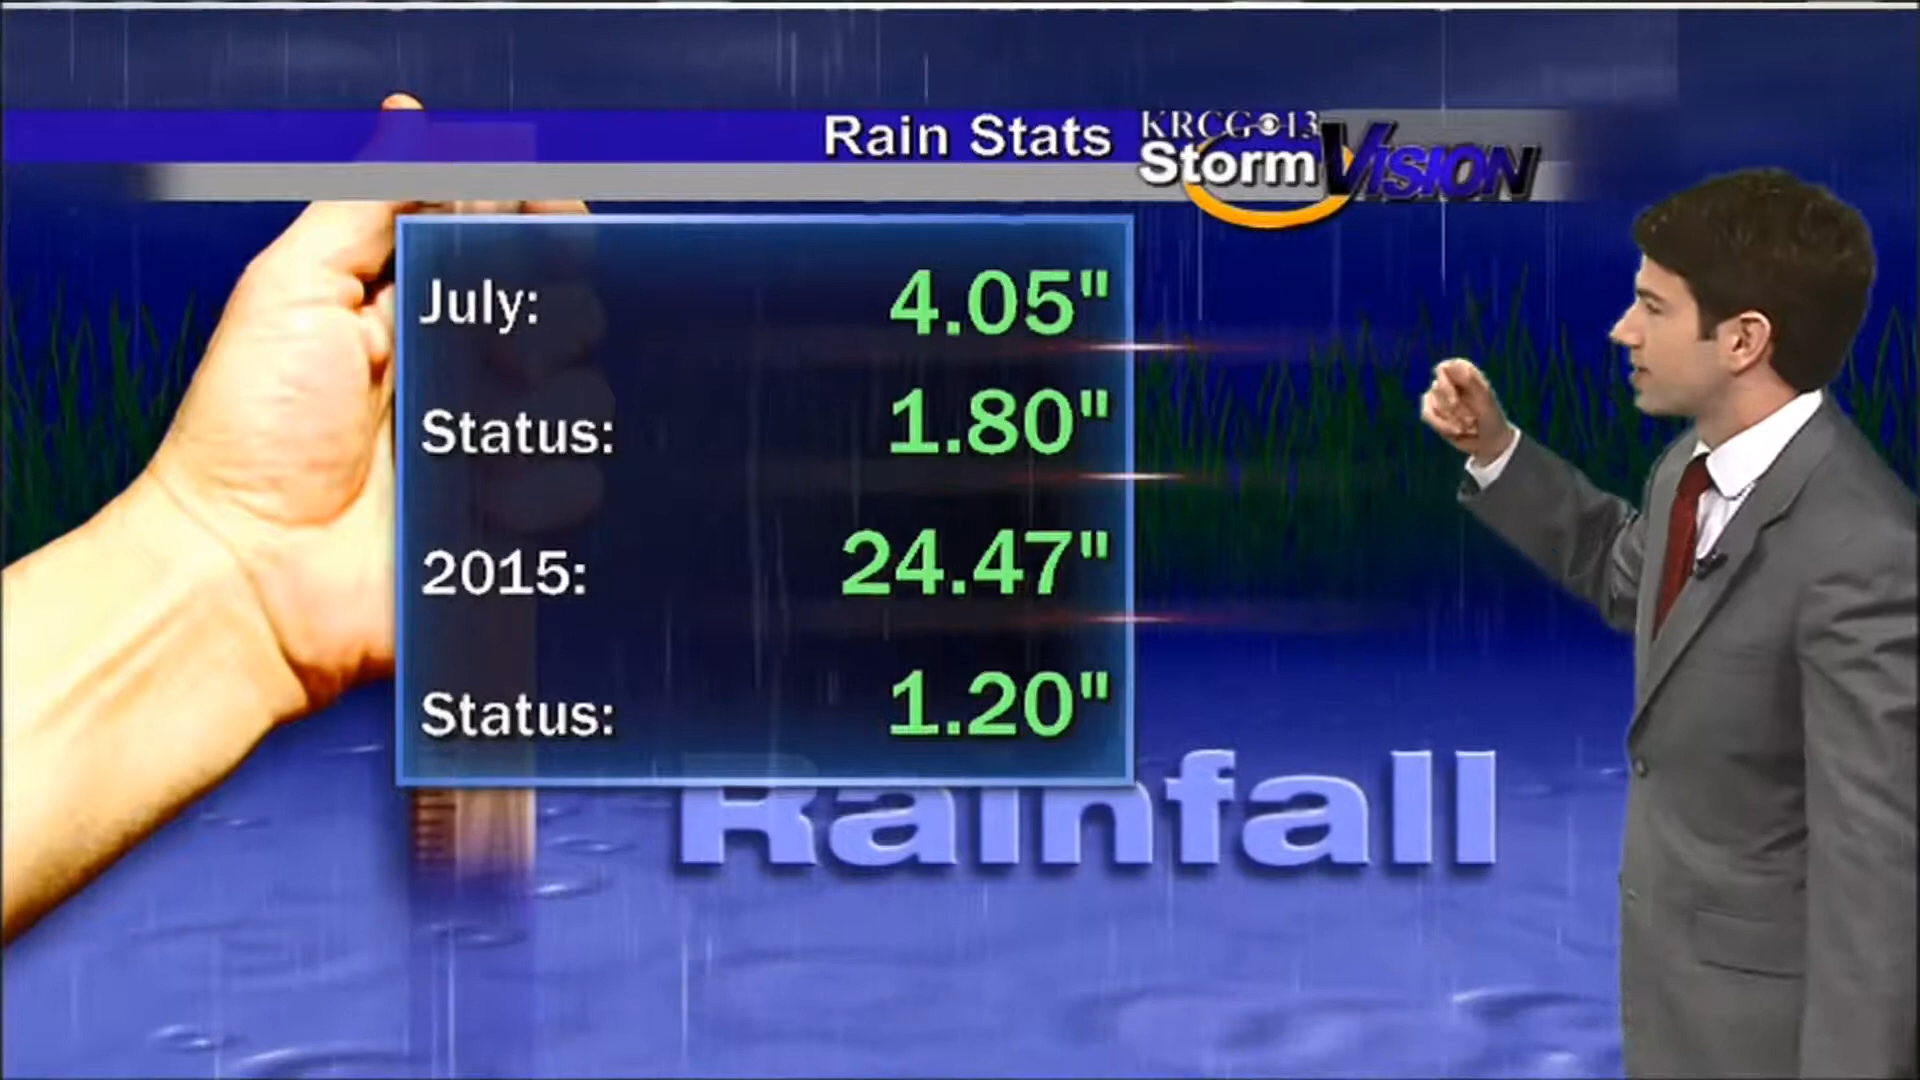 Rain Stats
KRCG 13
Storm VISION
July: 4.05"
Status: 1.80"
2015: 24.47"
Status: 1.20"
Rainfall